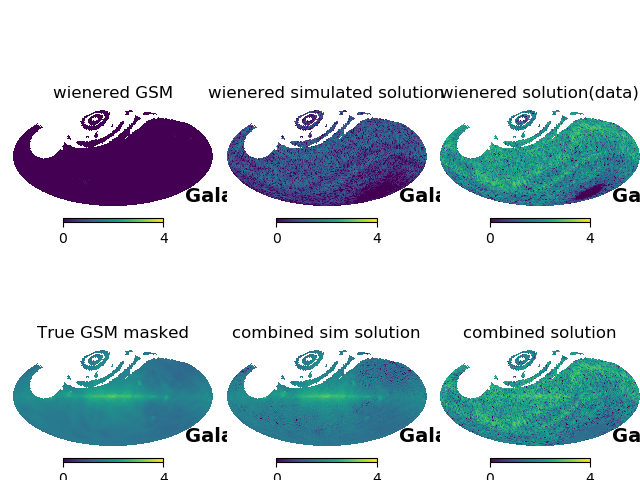 wienered GSM
wienered simulated solution
wienered solution(data)
Gala
Gala
Ga
0 4
0 4
0 4
True GSM masked
combined sim solution
combined solution
Gala
Gala
Ga
0 4
0 4
0 4